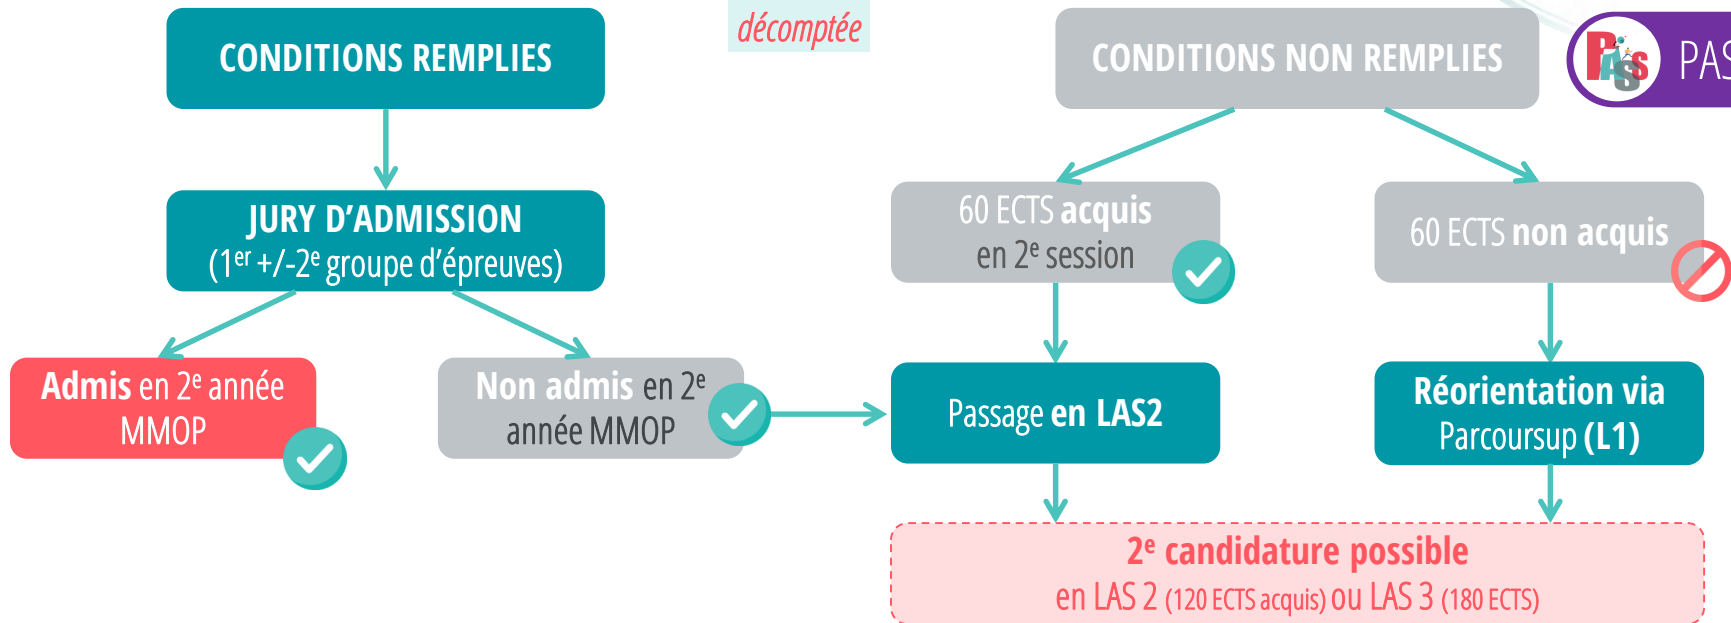 décomptée
CONDITIONS REMPLIES
CONDITIONS NON REMPLIES
PASS
PAS
JURY D’ADMISSION
(1er +/-2e groupe d’épreuves)
60 ECTS acquis
en 2e session
60 ECTS non acquis
Admis en 2e année
MMOP
Non admis en 2e
année MMOP
Passage en LAS2
Réorientation via
Parcoursup (L1)
2e candidature possible
en LAS 2 (120 ECTS acquis) ou LAS 3 (180 ECTS)